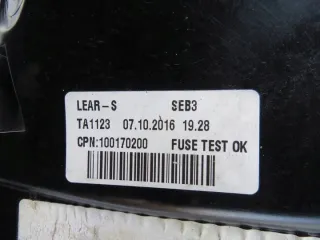 LEAR-S SEB3
TA1123 07.10.2016 19.28
CPN:100170200 FUSE TEST OK